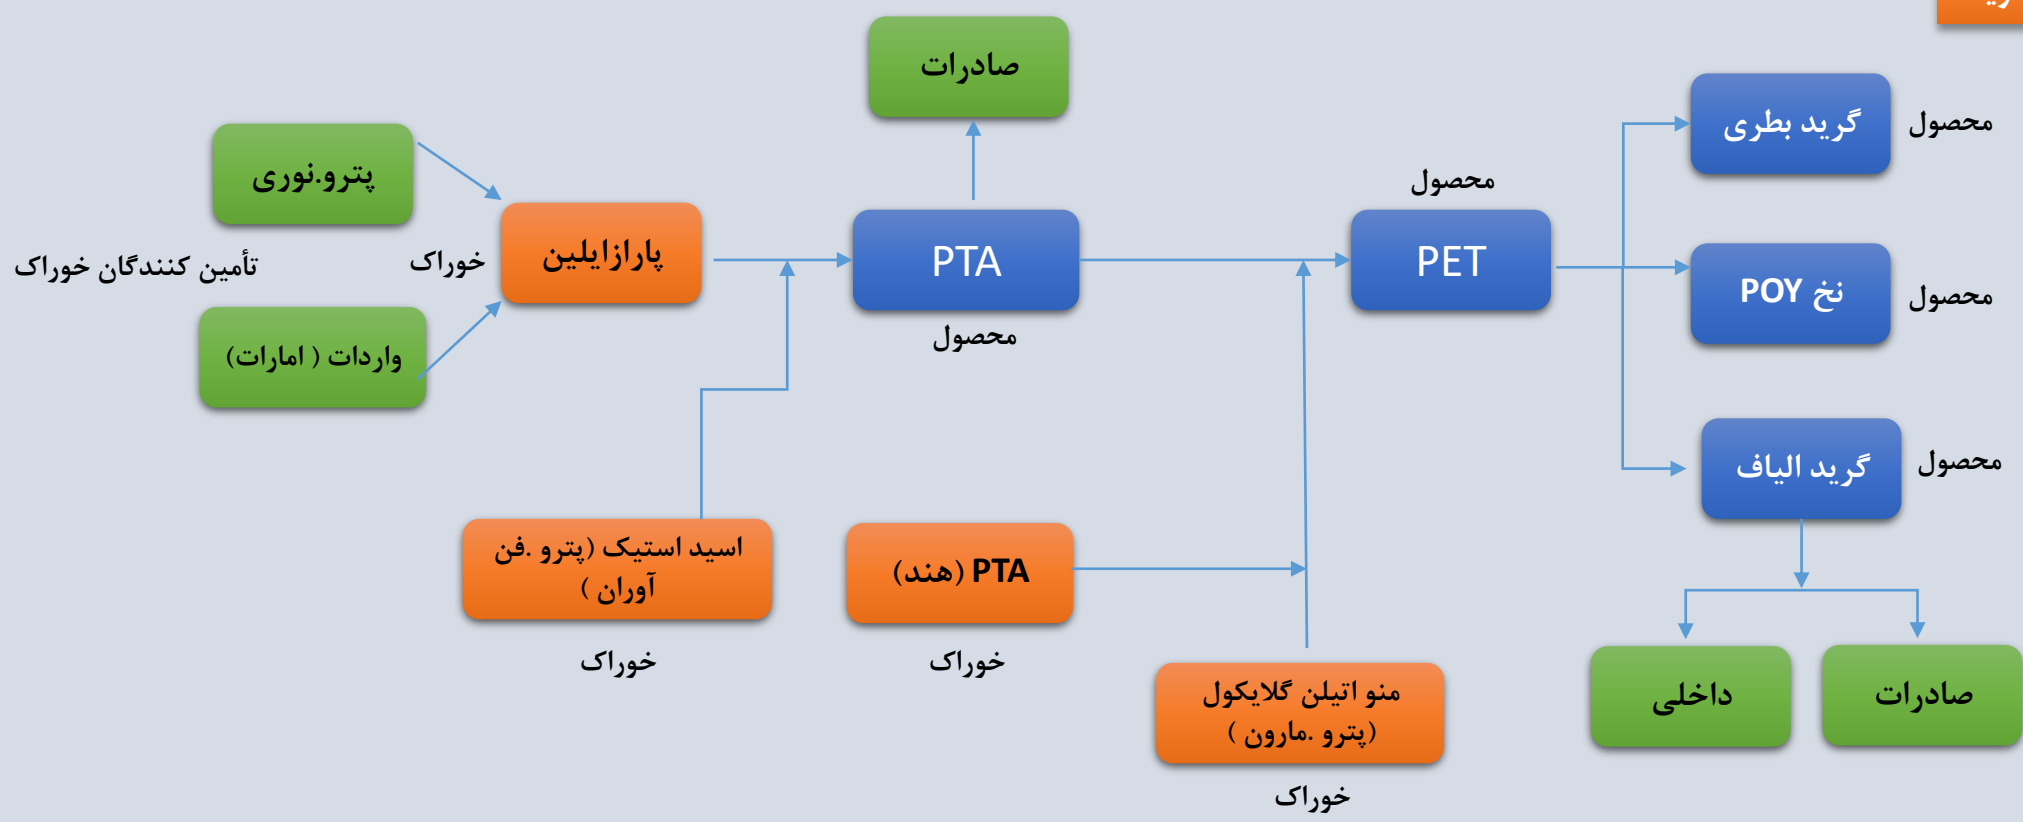 صادرات
پترو.نوری
تأمین کنندگان خوراک
واردات ( امارات)
خوراک
پارازایلین
PTA
محصول
محصول
PET
گرید بطری
محصول
نخ POY
محصول
گرید الیاف
محصول
اسید استیک (پترو .فن
آوران )
خوراک
PTA (هند)
خوراک
منو اتیلن گلایکول
(پترو .مارون )
خوراک
داخلی
صادرات